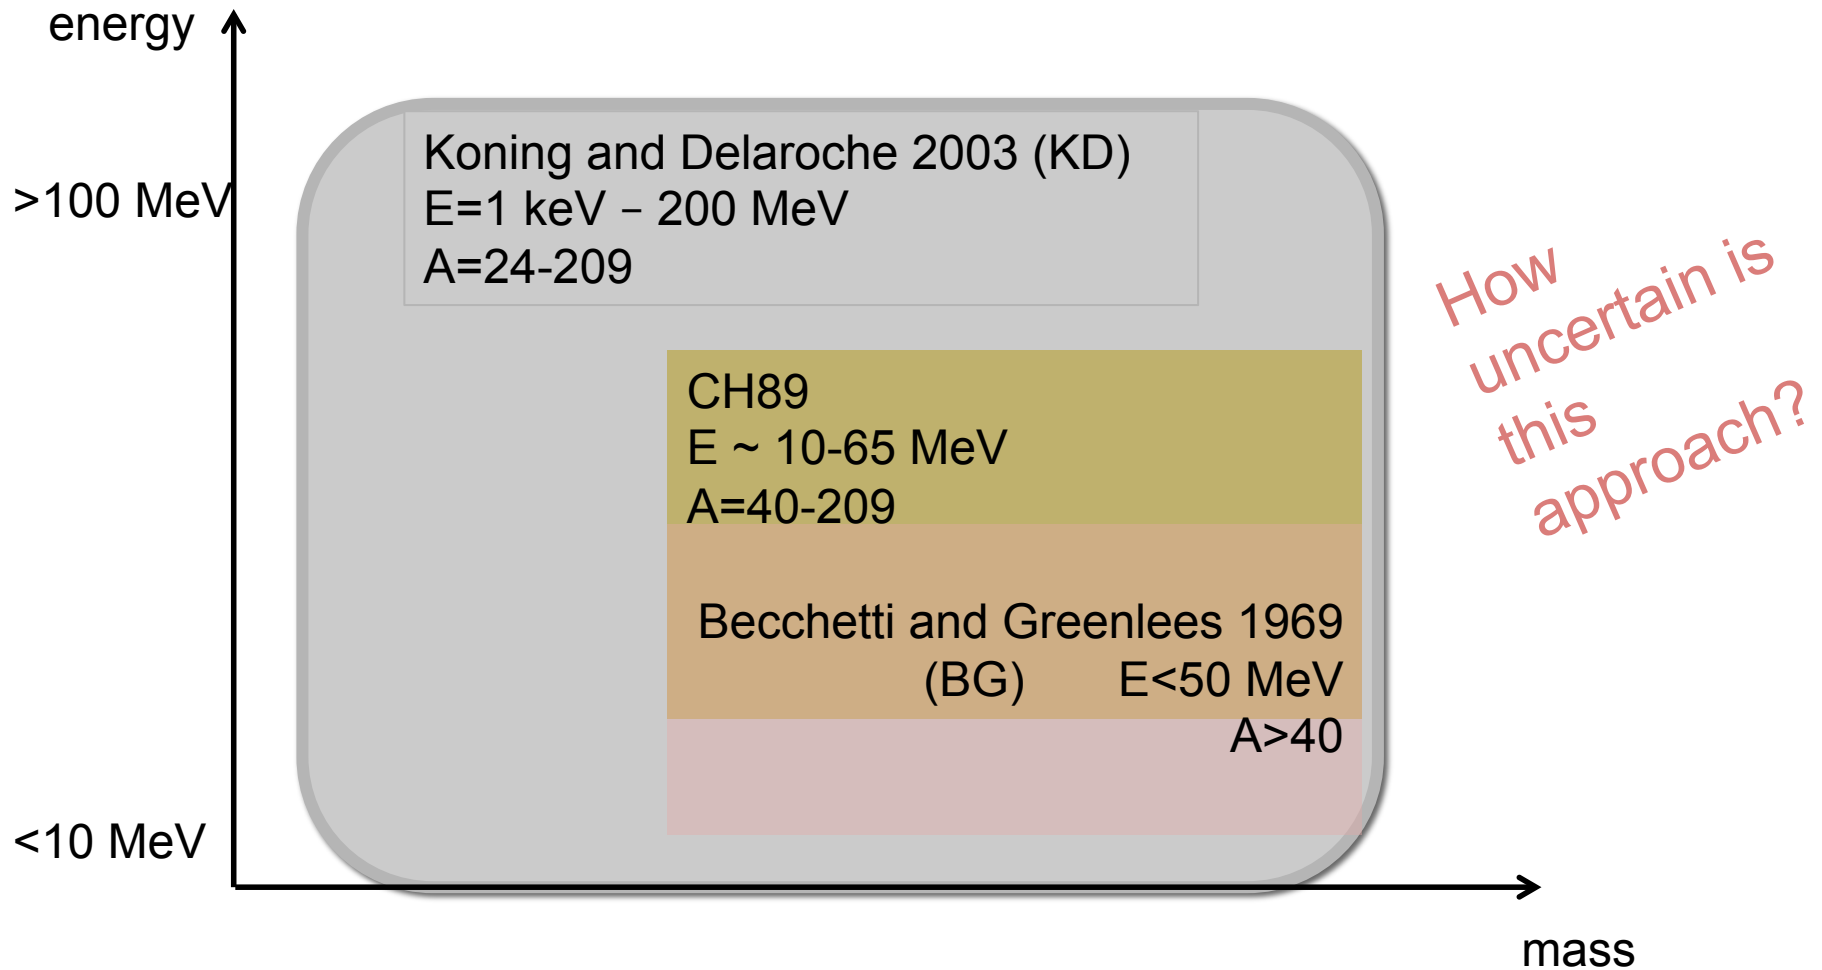 energy
>100 MeV
<10 MeV
Koning and Delaroche 2003 (KD)
E=1 keV – 200 MeV
A=24-209
CH89
E ~ 10-65 MeV
A=40-209
Becchetti and Greenlees 1969
(BG) E<50 MeV
A>40
How
uncertain is
this
approach?
mass